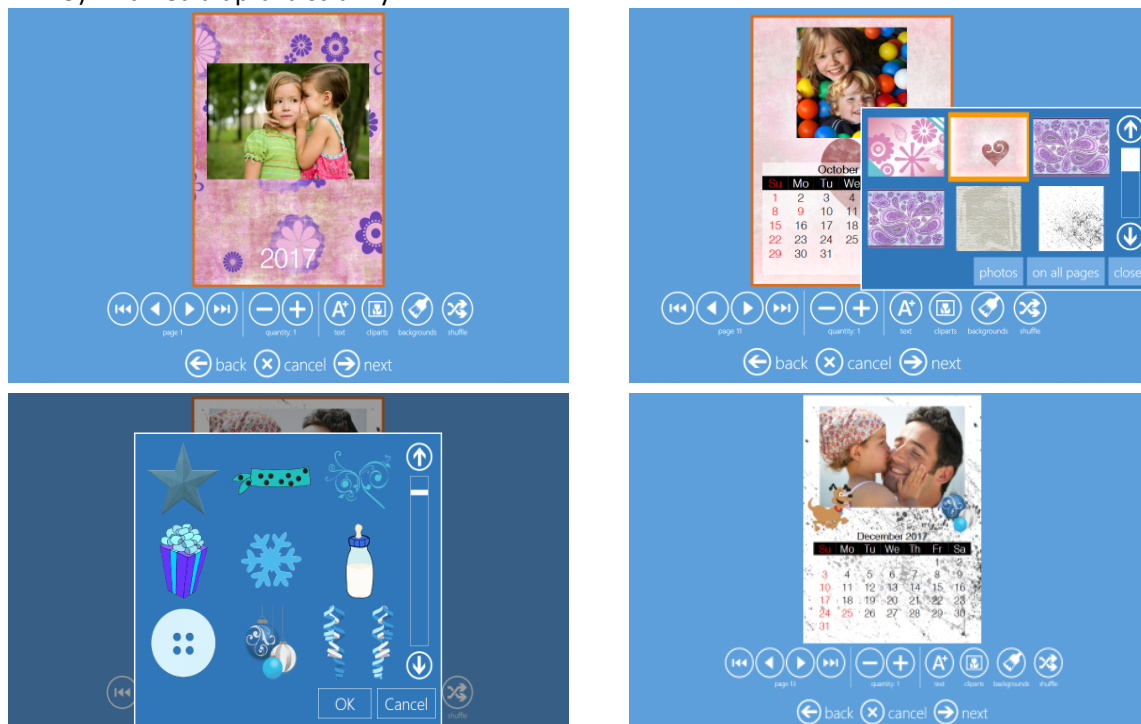 2017
page 1
quantity: 1
text
cliparts
backgrounds
shuffle
back
cancel
next
October
Su Mo Tu We
1 2 3 4
8 9 10 11
15 16 17 18
22 23 24 25
29 30 31
photos
on all pages
close
page 11
quantity: 1
text
cliparts
backgrounds
shuffle
back
cancel
next
OK
Cancel
shuffle
December 2017
Su Mo Tu We Th Fr Sa
1 2
3 4 5 6 7 8 9
10 11 12 13 14 15 16
17 18 19 20 21 22 23
24 25 26 27 28 29 30
31
page 13
quantity: 1
text
cliparts
backgrounds
shuffle
back
cancel
next